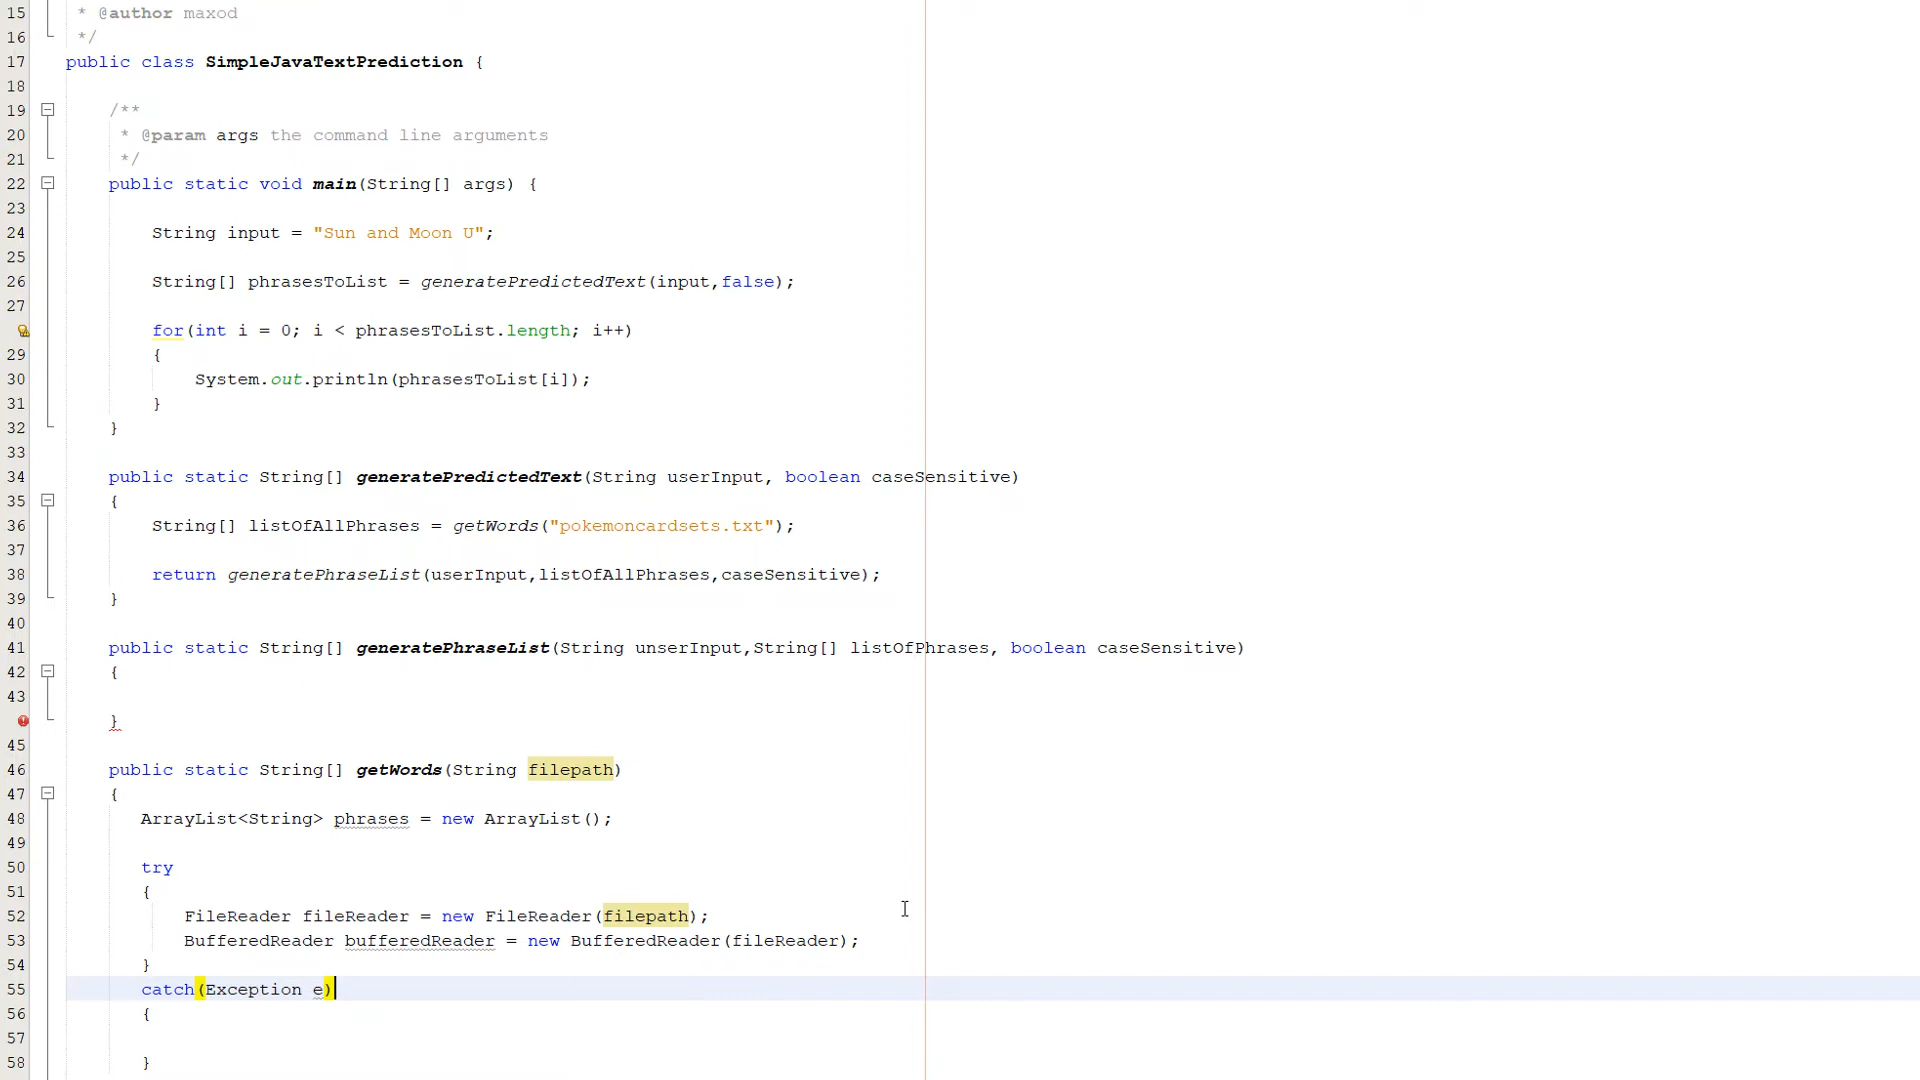 15 * @author maxod
16 */
17 public class SimpleJavaTextPrediction {
18
19 /**
20 * @param args the command line arguments
21 */
22 public static void main(String[] args) {
23
24 String input = "Sun and Moon U";
25
26 String[] phrasesToList = generatePredictedText(input,false);
27
for(int i = 0; i < phrasesToList.length; i++)
29 {
30 System.out.println(phrasesToList[i]);
31 }
32 }
33
34 public static String[] generatePredictedText(String userInput, boolean caseSensitive)
35 {
36 String[] listOfAllPhrases = getWords("pokemoncardsets.txt");
37
38 return generatePhraseList(userInput,listOfAllPhrases,caseSensitive);
39 }
40
41 public static String[] generatePhraseList(String unserInput,String[] listOfPhrases, boolean caseSensitive)
42 {
43
}
45
46 public static String[] getWords(String filepath)
47 {
48 ArrayList<String> phrases = new ArrayList();
49
50 try
51 {
52 FileReader fileReader = new FileReader(filepath);
53 BufferedReader bufferedReader = new BufferedReader(fileReader);
54 }
55 catch(Exception e)
56 {
57
58 }